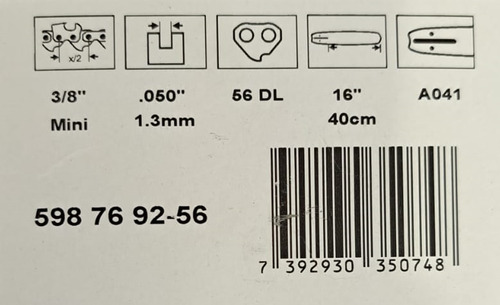 x/2
3/8" .050" 56 DL 16" A041
Mini 1.3mm 40cm
598 76 92-56
7 392930 350748